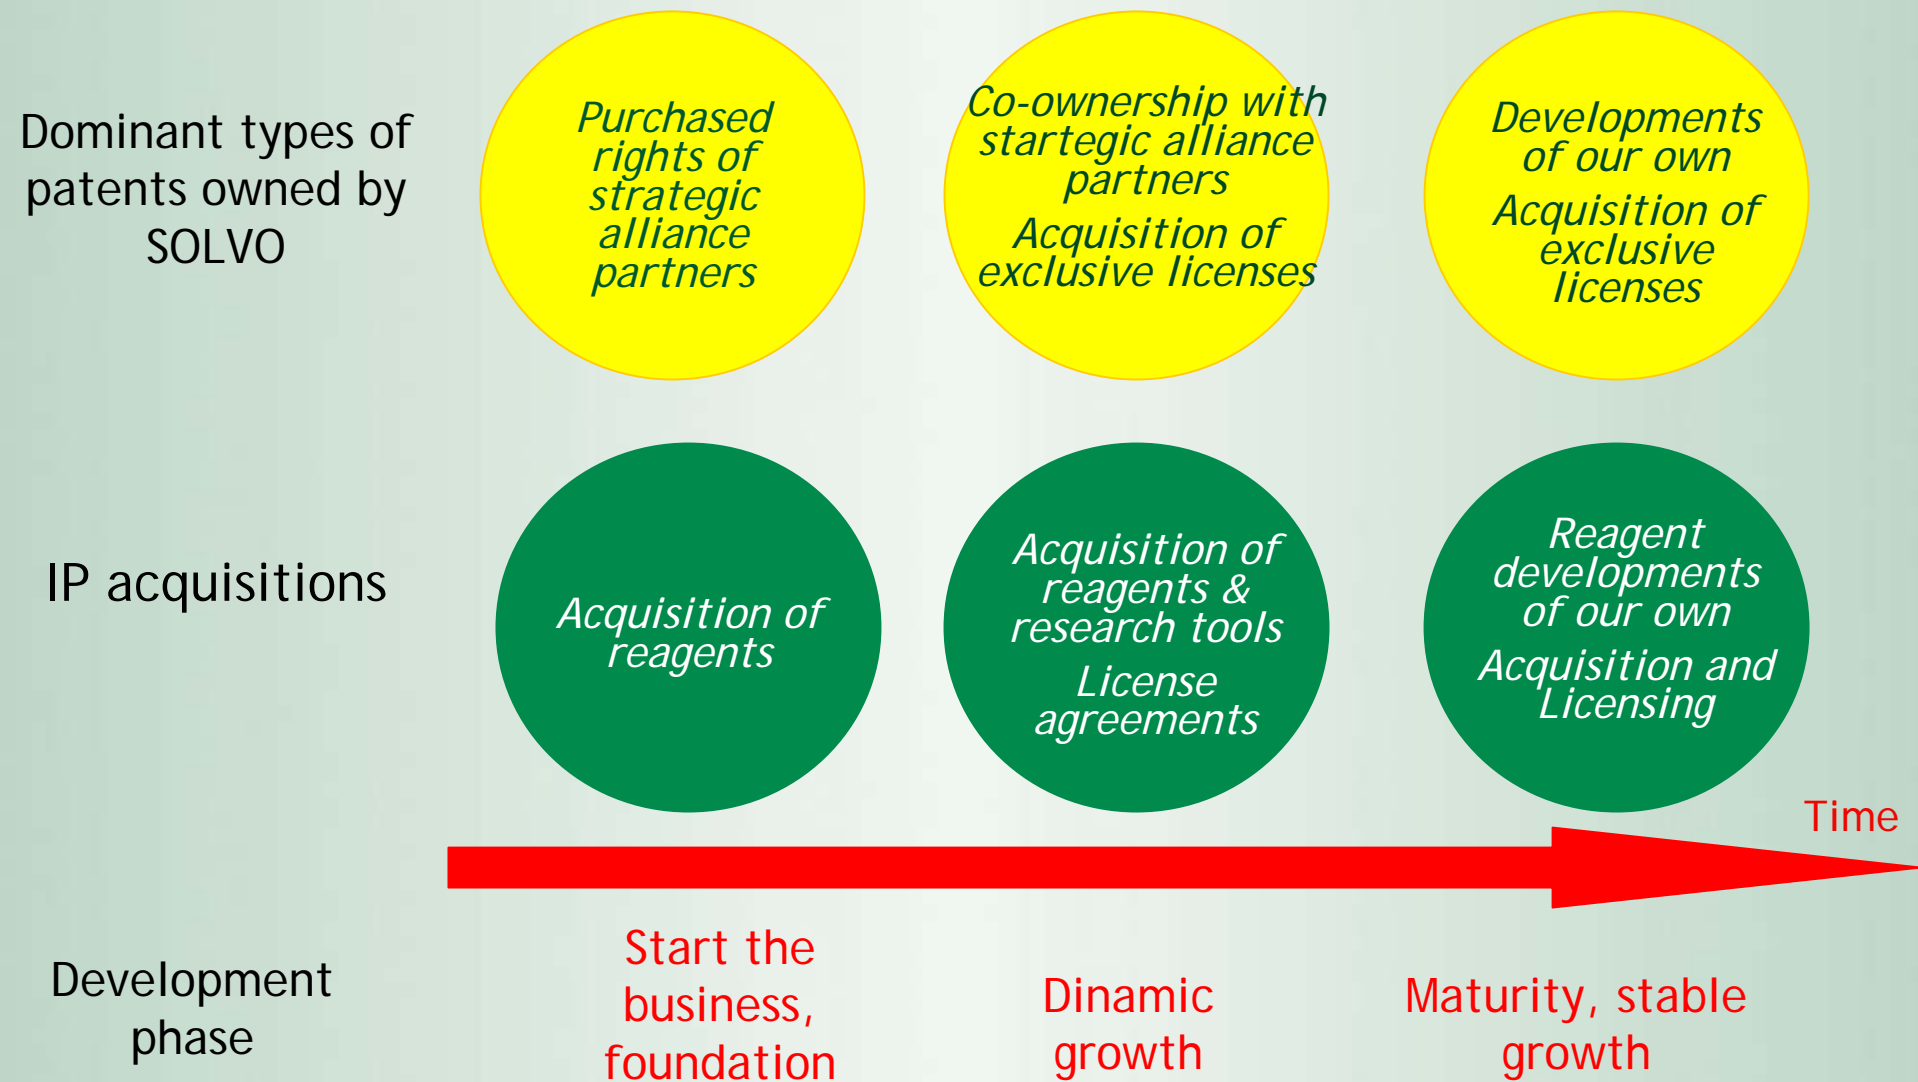 Dominant types of
patents owned by
SOLVO
Purchased
rights of
strategic
alliance
partners
Co-ownership with
startegic alliance
partners
Acquisition of
exclusive licenses
Developments
of our own
Acquisition of
exclusive
licenses
IP acquisitions
Acquisition of
reagents
Acquisition of
reagents &
research tools
License
agreements
Reagent
developments
of our own
Acquisition and
Licensing
Time
Development
phase
Start the
business,
foundation
Dinamic
growth
Maturity, stable
growth